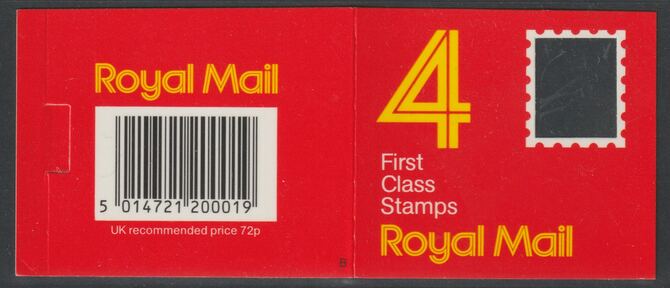 Royal Mail
5 014721 200019
UK recommended price 72p
B
4
First
Class
Stamps
Royal Mail